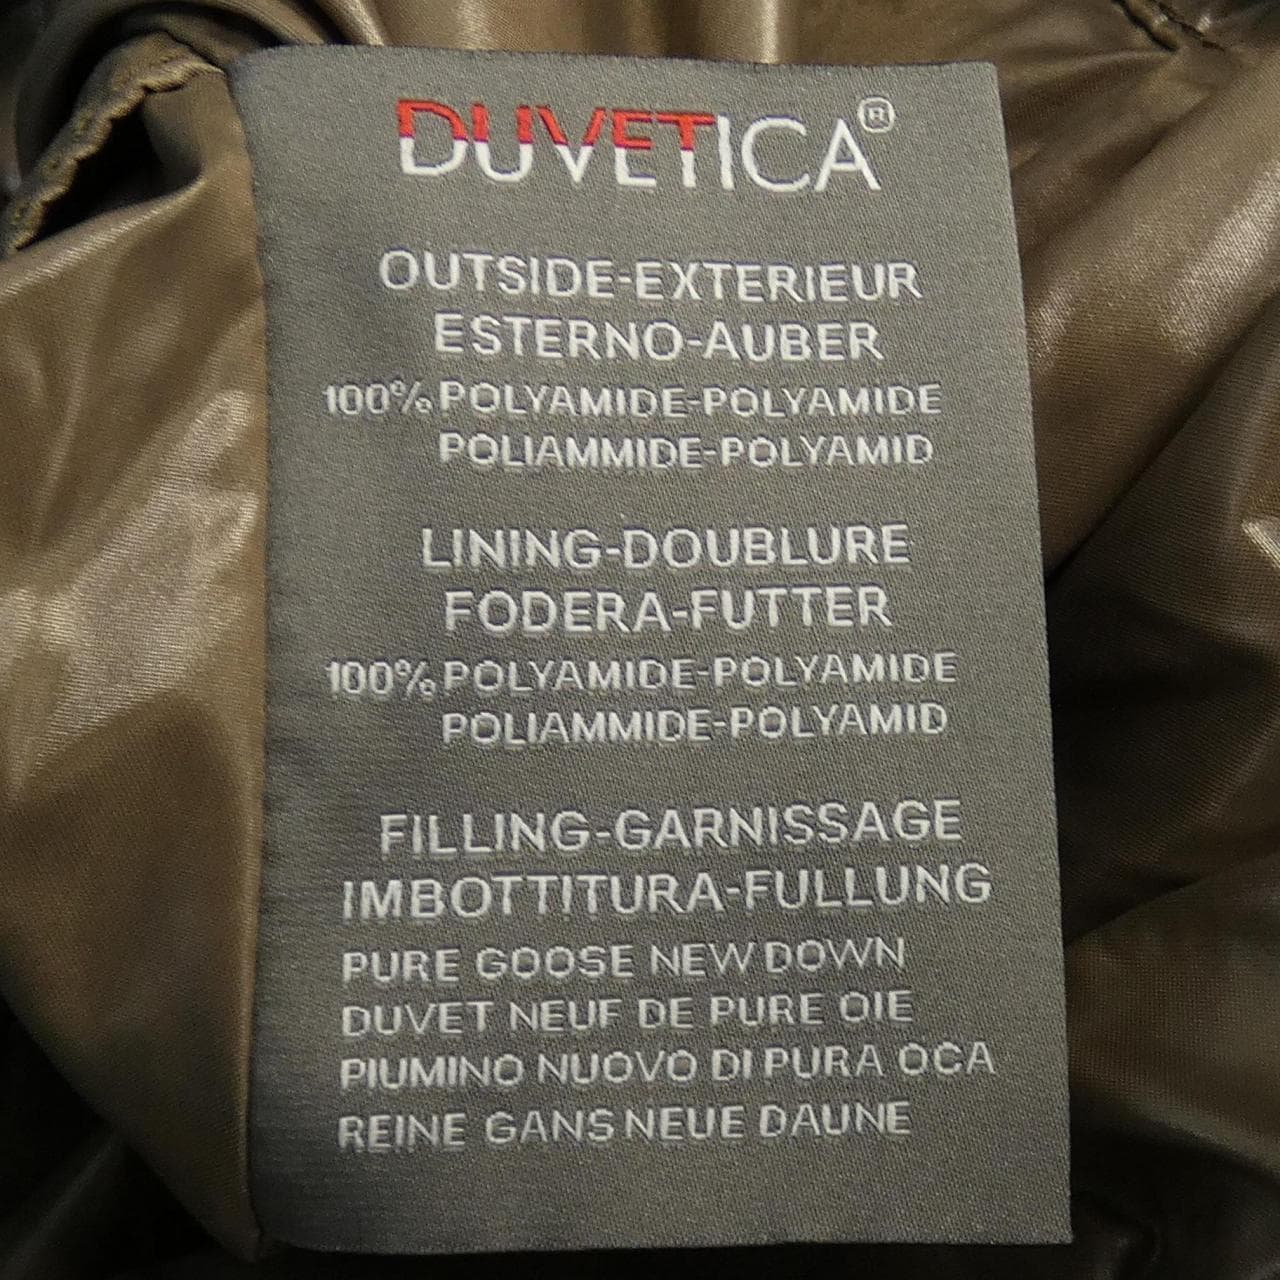 DUVETICA®
OUTSIDE-EXTERIEUR
ESTERNO-AUBER
100% POLYAMIDE-POLYAMIDE
POLIAMMIDE-POLYAMID
LINING-DOUBLURE
FODERA-FUTTER
100% POLYAMIDE-POLYAMIDE
POLIAMMIDE-POLYAMID
FILLING-GARNISSAGE
IMBOTTITURA-FULLUNG
PURE GOOSE NEW DOWN
DUVET NEUF DE PURE OIE
PIUMINO NUOVO DI PURA OCA
REINE GANS NEUE DAUNE